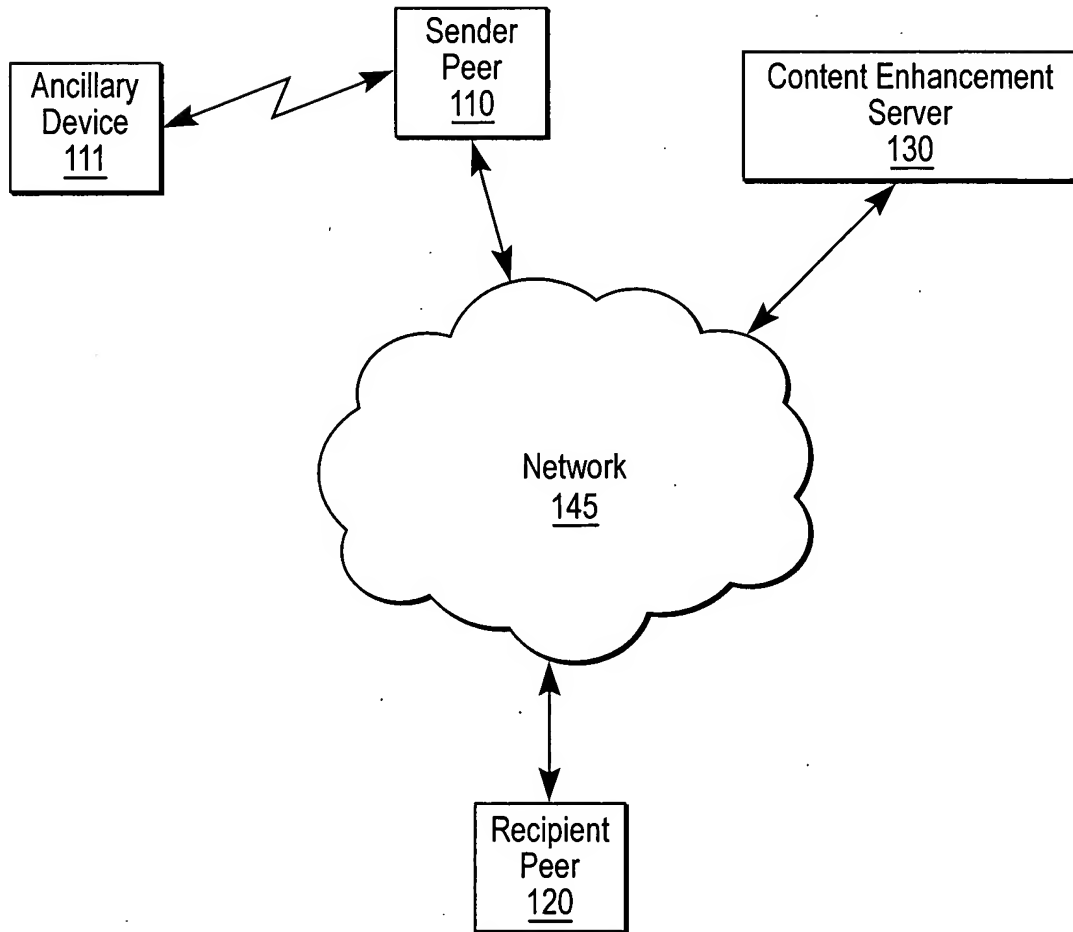 Ancillary
Device
111
Sender
Peer
110
Content Enhancement
Server
130
Network
145
Recipient
Peer
120